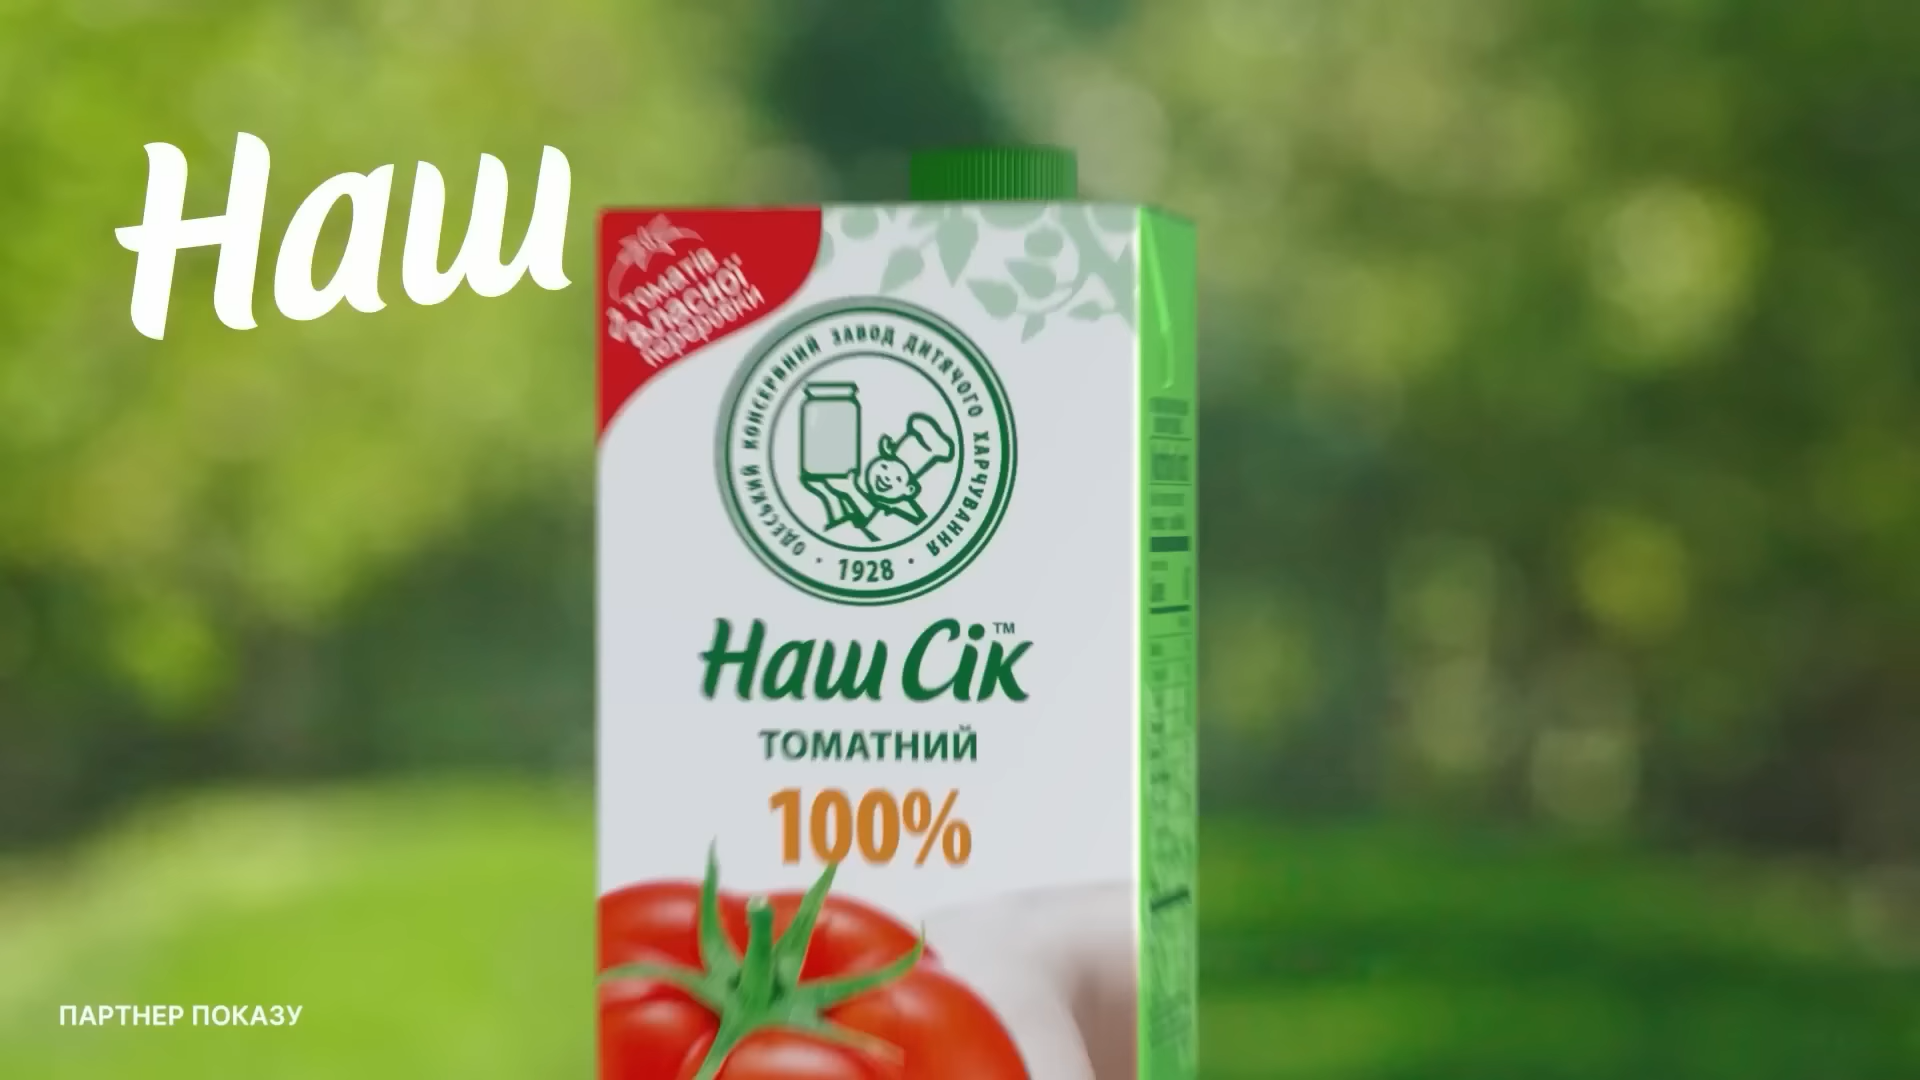 Наш
З томатів
власної
переробки
ОДЕСЬКИЙ КОНСЕРВНИЙ ЗАВОД ДИТЯЧОГО ХАРЧУВАННЯ
· 1928 ·
Наш Сік™
ТОМАТНИЙ
100%
ПАРТНЕР ПОКАЗУ